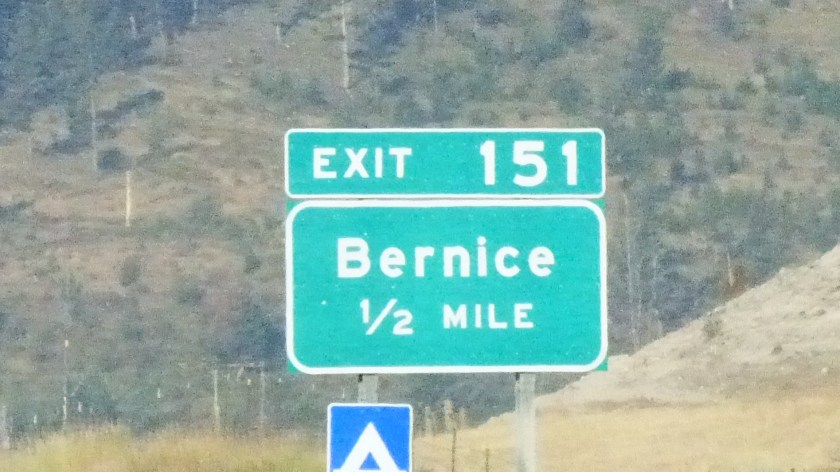 EXIT 151
Bernice
1/2 MILE